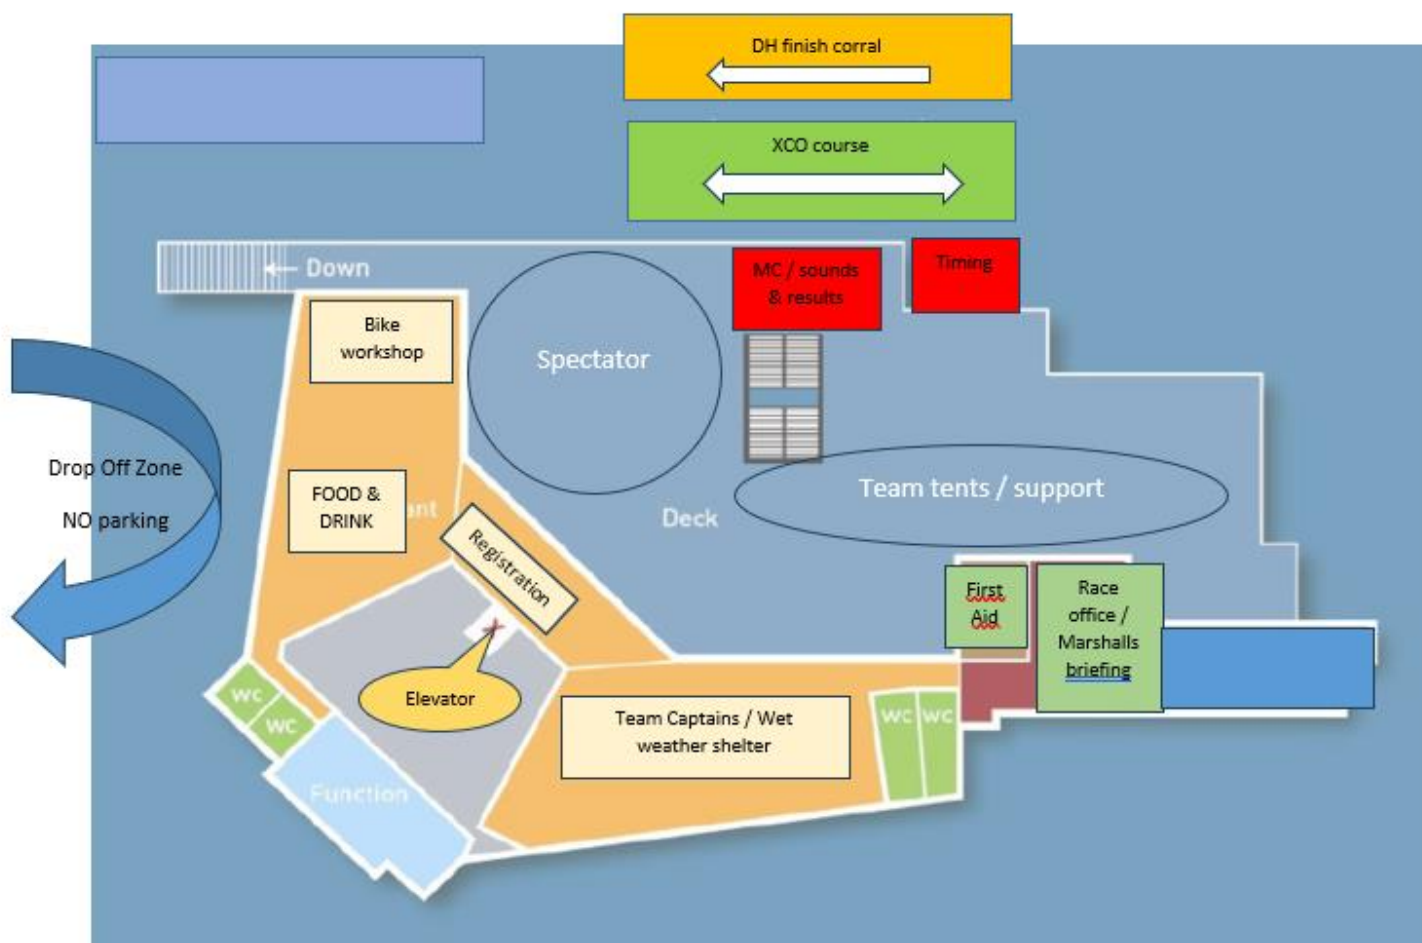 DH finish corral
XCO course
Down
MC / sounds
& results
Timing
Bike
workshop
Spectator
Drop Off Zone
NO parking
FOOD &
DRINK
ant
Registration
Deck
Team tents / support
First
Aid
Race
office /
Marshalls
briefing
Elevator
WC
WC
Function
Team Captains / Wet
weather shelter
WC
WC